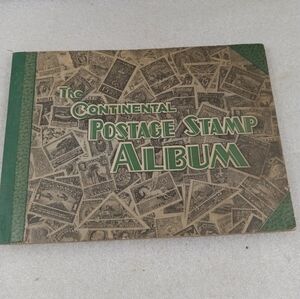 The
CONTINENTAL
POSTAGE STAMP
ALBUM